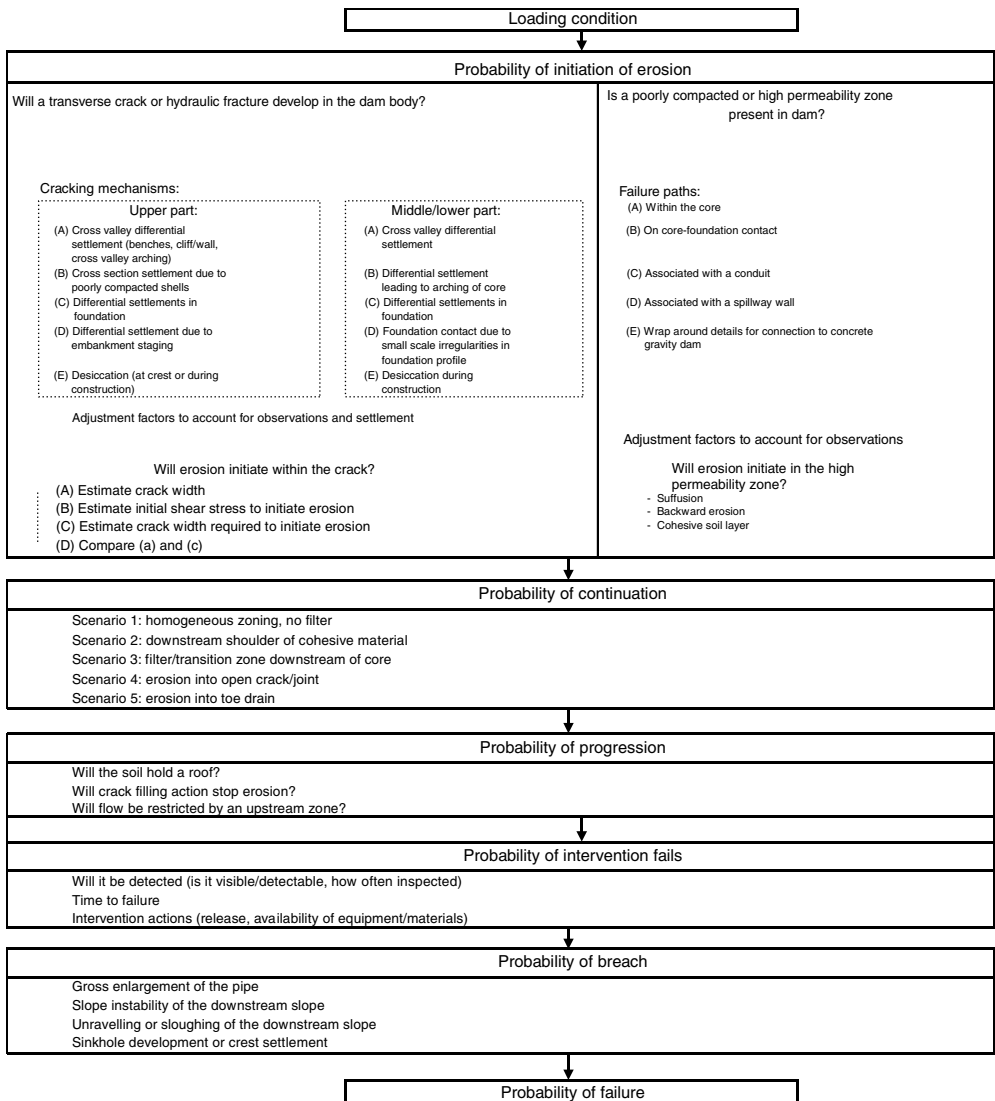 Loading condition
Probability of initiation of erosion
Will a transverse crack or hydraulic fracture develop in the dam body?
Cracking mechanisms:
Upper part:
(A) Cross valley differential
settlement (benches, cliff/wall,
cross valley arching)
(B) Cross section settlement due to
poorly compacted shells
(C) Differential settlements in
foundation
(D) Differential settlement due to
embankment staging
(E) Desiccation (at crest or during
construction)
Middle/lower part:
(A) Cross valley differential
settlement
(B) Differential settlement
leading to arching of core
(C) Differential settlements in
foundation
(D) Foundation contact due to
small scale irregularities in
foundation profile
(E) Desiccation during
construction
Adjustment factors to account for observations and settlement
Will erosion initiate within the crack?
(A) Estimate crack width
(B) Estimate initial shear stress to initiate erosion
(C) Estimate crack width required to initiate erosion
(D) Compare (a) and (c)
Is a poorly compacted or high permeability zone
present in dam?
Failure paths:
(A) Within the core
(B) On core-foundation contact
(C) Associated with a conduit
(D) Associated with a spillway wall
(E) Wrap around details for connection to concrete
gravity dam
Adjustment factors to account for observations
Will erosion initiate in the high
permeability zone?
- Suffusion
- Backward erosion
- Cohesive soil layer
Probability of continuation
Scenario 1: homogeneous zoning, no filter
Scenario 2: downstream shoulder of cohesive material
Scenario 3: filter/transition zone downstream of core
Scenario 4: erosion into open crack/joint
Scenario 5: erosion into toe drain
Probability of progression
Will the soil hold a roof?
Will crack filling action stop erosion?
Will flow be restricted by an upstream zone?
Probability of intervention fails
Will it be detected (is it visible/detectable, how often inspected)
Time to failure
Intervention actions (release, availability of equipment/materials)
Probability of breach
Gross enlargement of the pipe
Slope instability of the downstream slope
Unravelling or sloughing of the downstream slope
Sinkhole development or crest settlement
Probability of failure